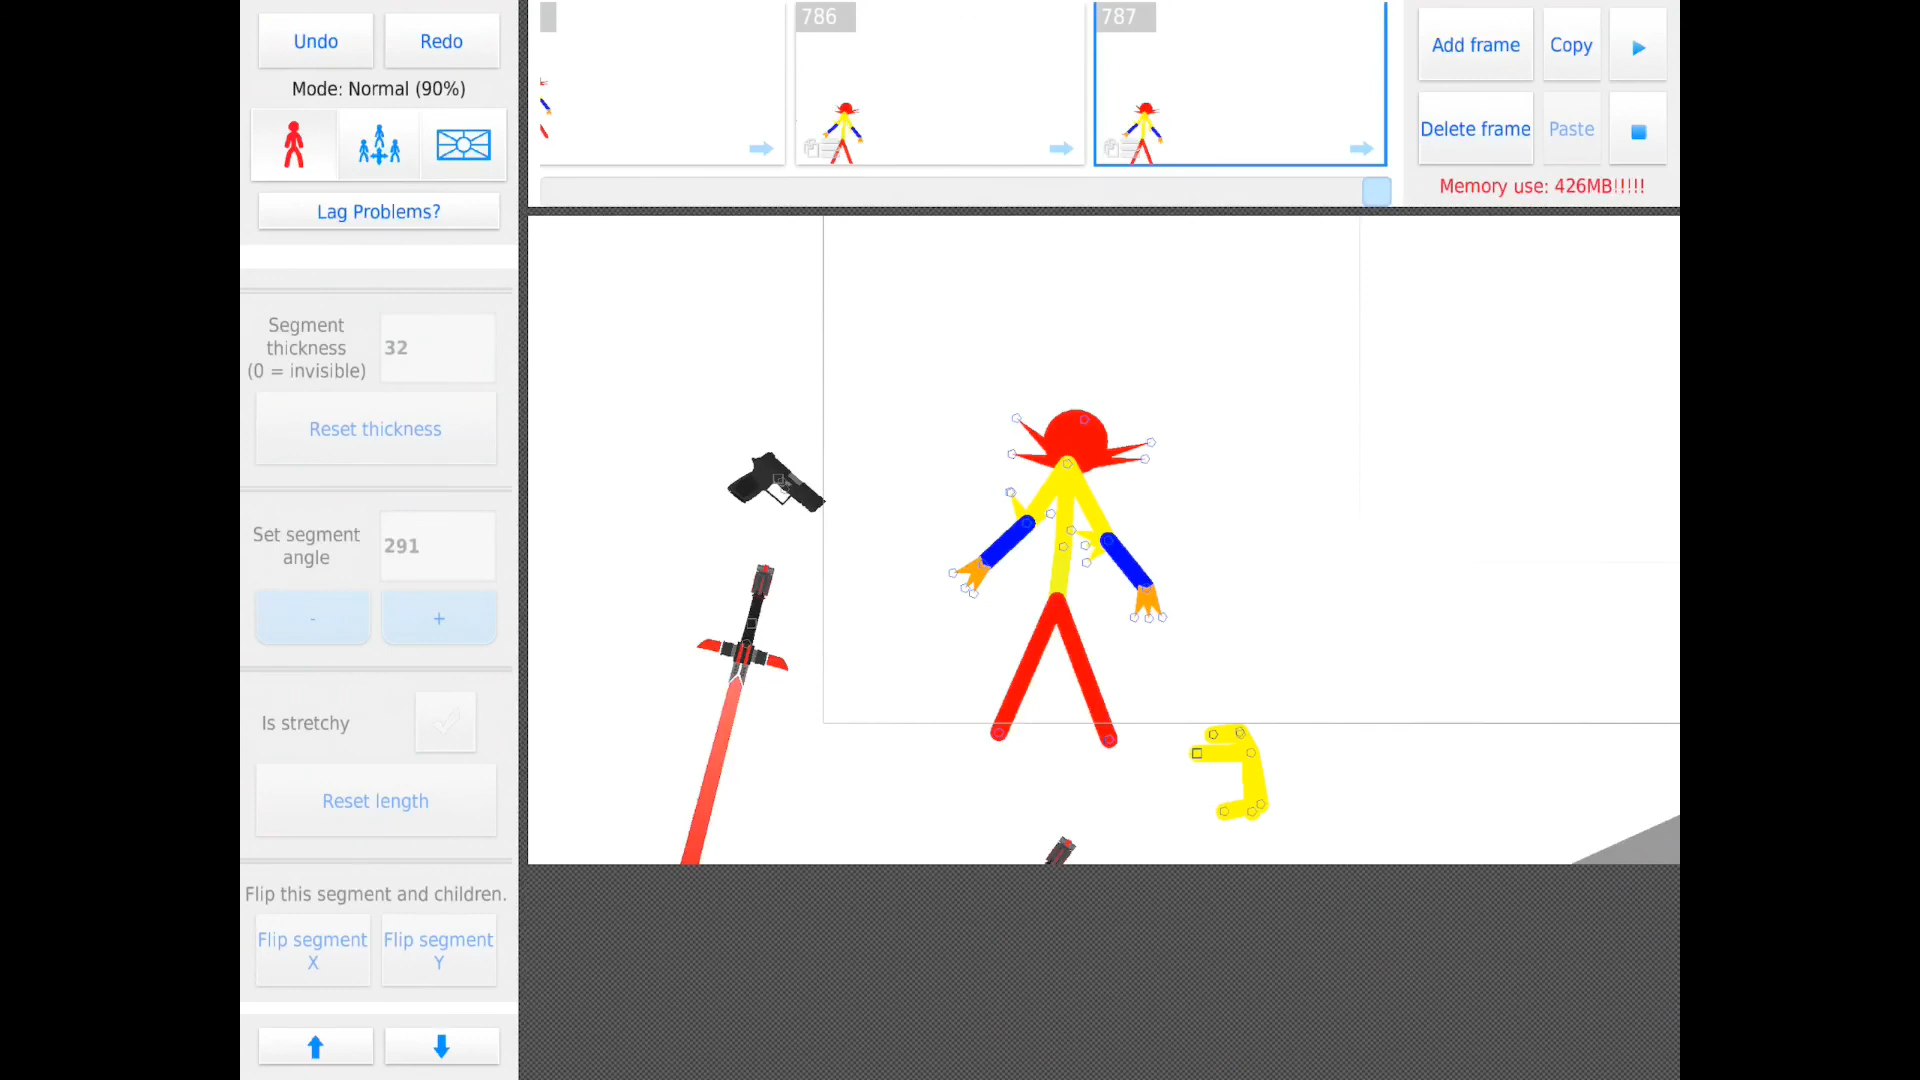 Undo
Redo
Mode: Normal (90%)
Lag Problems?
Segment
thickness
(0 = invisible)
32
Reset thickness
Set segment
angle
291
-
+
Is stretchy
Reset length
Flip this segment and children.
Flip segment
X
Flip segment
Y
786
787
Add frame
Copy
Delete frame
Paste
Memory use: 426MB!!!!!